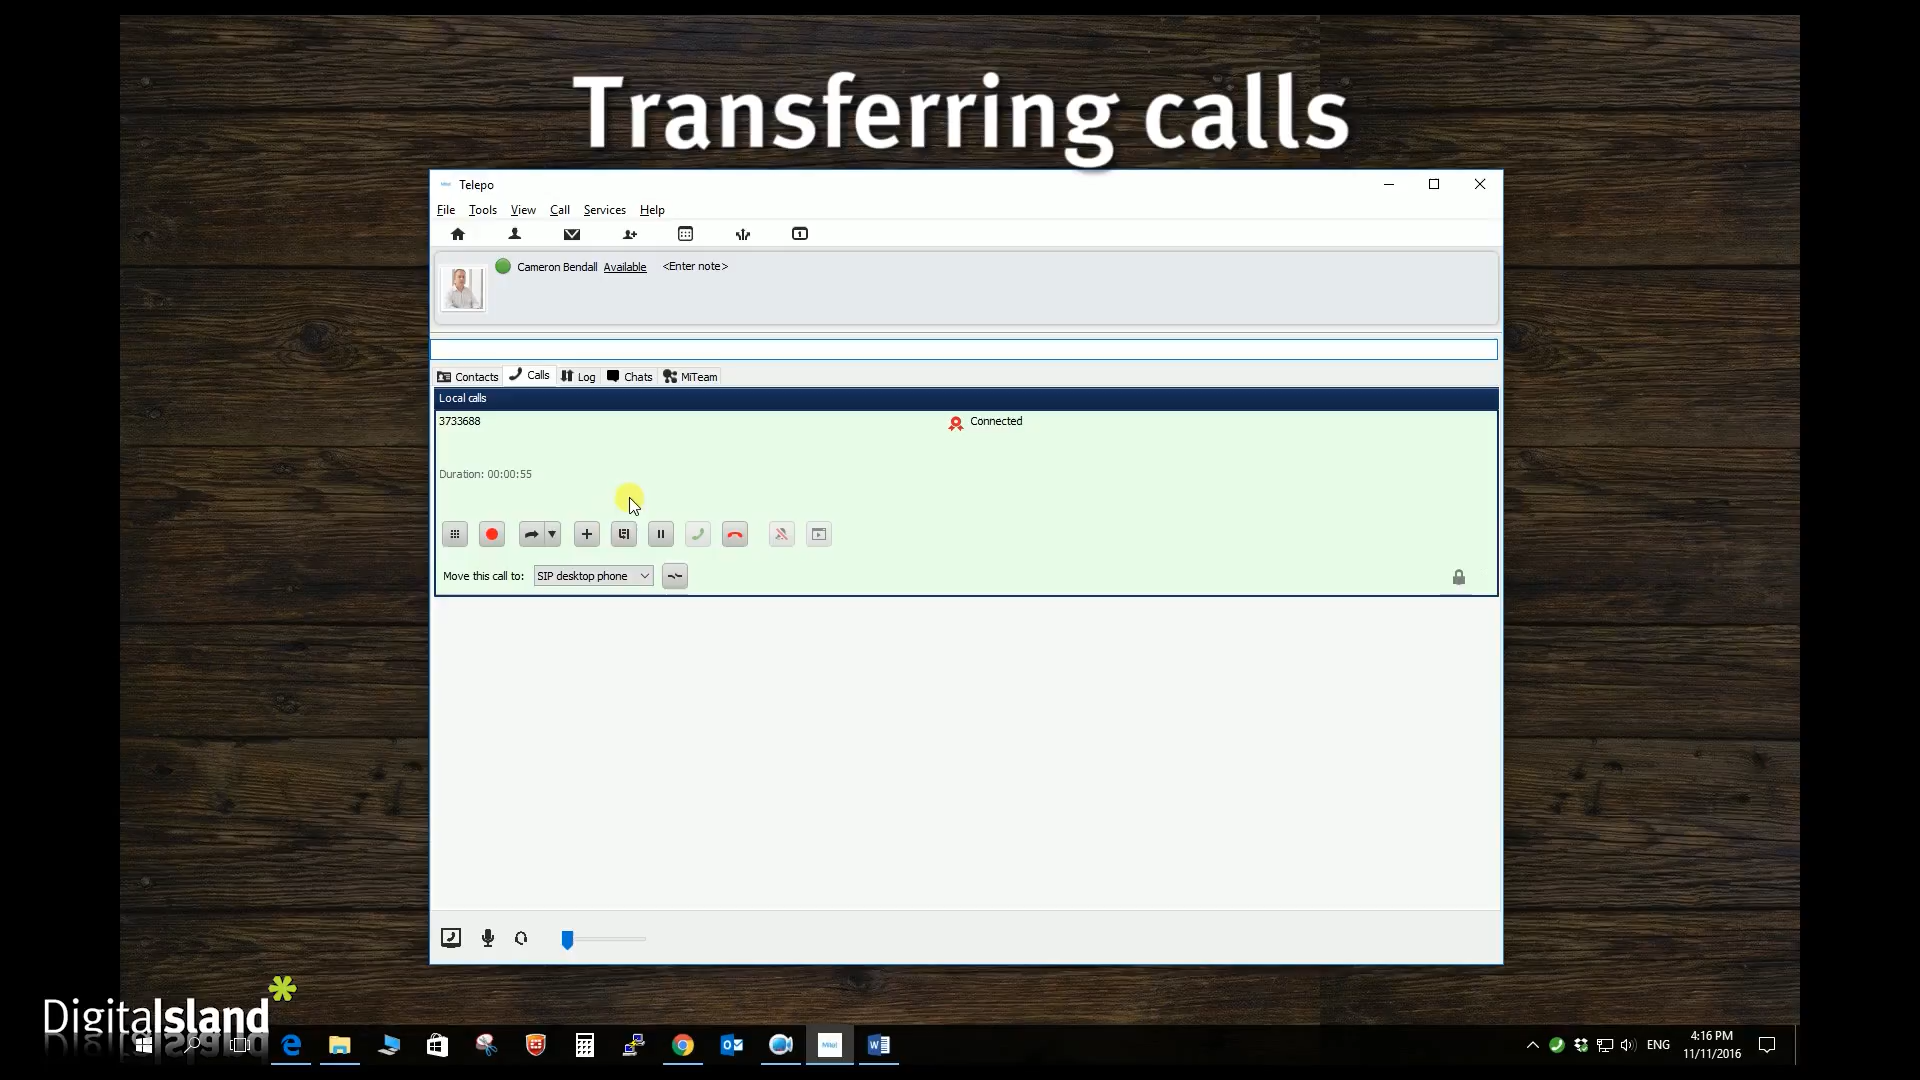 Transferring calls
Telepo
File Tools View Call Services Help
Cameron Bendall Available <Enter note>
Contacts Calls Log Chats MiTeam
Local calls
3733688 Connected
Duration: 00:00:55
Move this call to: SIP desktop phone
DigitalIsland
ENG
4:16 PM
11/11/2016